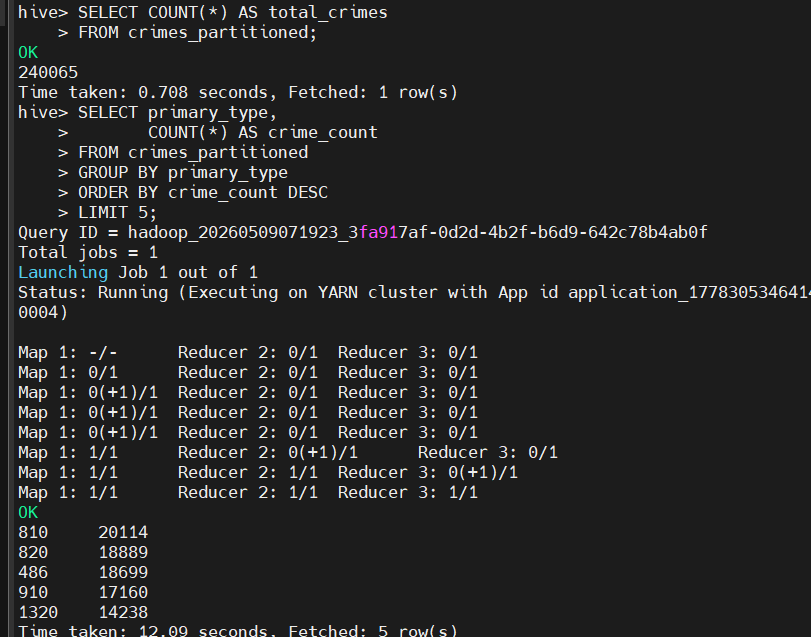 hive> SELECT COUNT(*) AS total_crimes
    > FROM crimes_partitioned;
OK
240065
Time taken: 0.708 seconds, Fetched: 1 row(s)
hive> SELECT primary_type,
    >        COUNT(*) AS crime_count
    > FROM crimes_partitioned
    > GROUP BY primary_type
    > ORDER BY crime_count DESC
    > LIMIT 5;
Query ID = hadoop_20260509071923_3fa917af-0d2d-4b2f-b6d9-642c78b4ab0f
Total jobs = 1
Launching Job 1 out of 1
Status: Running (Executing on YARN cluster with App id application_177830534641
0004)

Map 1: -/-      Reducer 2: 0/1  Reducer 3: 0/1
Map 1: 0/1      Reducer 2: 0/1  Reducer 3: 0/1
Map 1: 0(+1)/1  Reducer 2: 0/1  Reducer 3: 0/1
Map 1: 0(+1)/1  Reducer 2: 0/1  Reducer 3: 0/1
Map 1: 0(+1)/1  Reducer 2: 0/1  Reducer 3: 0/1
Map 1: 1/1      Reducer 2: 0(+1)/1      Reducer 3: 0/1
Map 1: 1/1      Reducer 2: 1/1  Reducer 3: 0(+1)/1
Map 1: 1/1      Reducer 2: 1/1  Reducer 3: 1/1
OK
810     20114
820     18889
486     18699
910     17160
1320    14238
Time taken: 12.09 seconds, Fetched: 5 row(s)